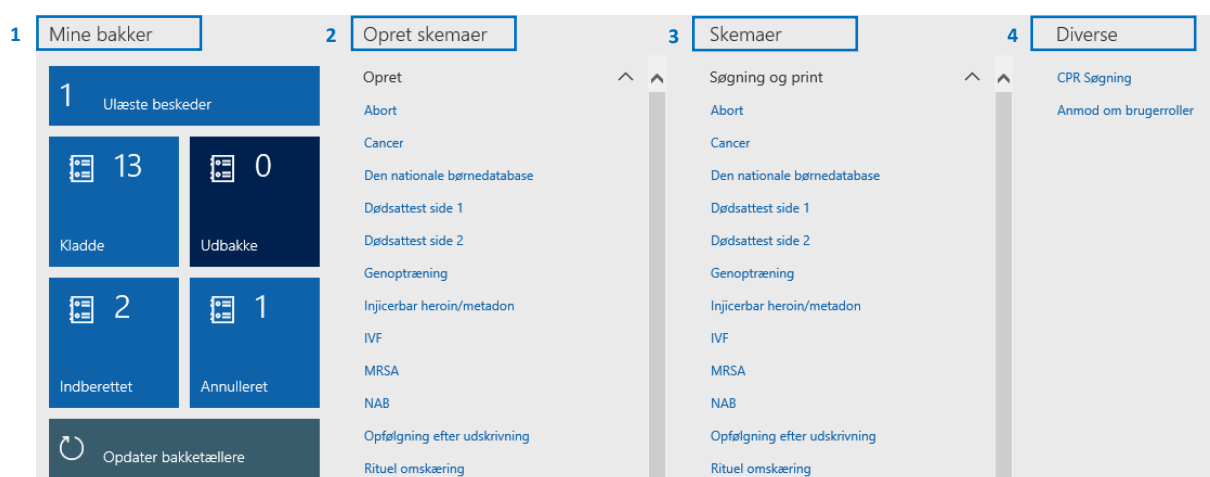 1 Mine bakker
1 Ulæste beskeder
13
Kladde
0
Udbakke
2
Indberettet
1
Annulleret
Opdater bakketællere
2 Opret skemaer
Opret
Abort
Cancer
Den nationale børnedatabase
Dødsattest side 1
Dødsattest side 2
Genoptræning
Injicerbar heroin/metadon
IVF
MRSA
NAB
Opfølgning efter udskrivning
Rituel omskæring
3 Skemaer
Søgning og print
Abort
Cancer
Den nationale børnedatabase
Dødsattest side 1
Dødsattest side 2
Genoptræning
Injicerbar heroin/metadon
IVF
MRSA
NAB
Opfølgning efter udskrivning
Rituel omskæring
4 Diverse
CPR Søgning
Anmod om brugerroller